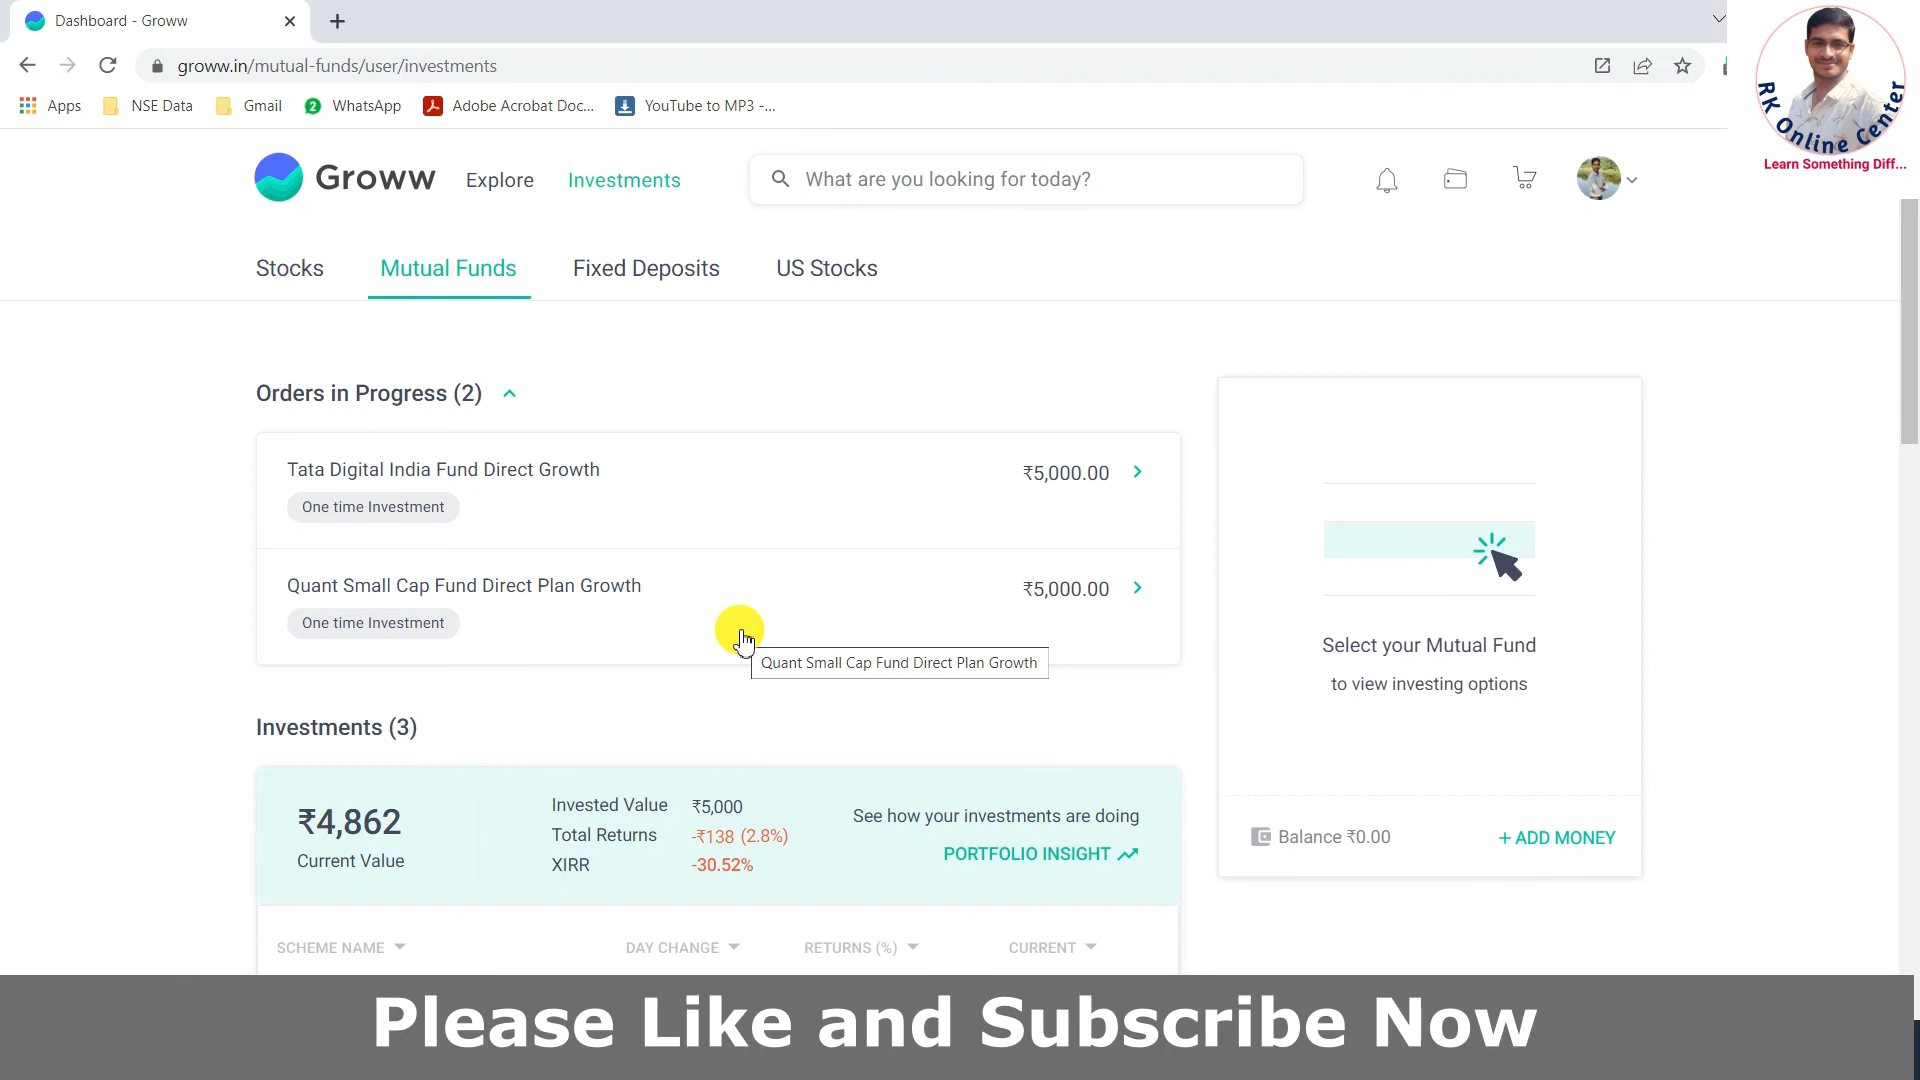 Dashboard - Groww
groww.in/mutual-funds/user/investments
Apps NSE Data Gmail 2 WhatsApp Adobe Acrobat Doc... YouTube to MP3 -...
RK Online Center
Learn Something Diff...
Groww Explore Investments What are you looking for today?
Stocks Mutual Funds Fixed Deposits US Stocks
Orders in Progress (2)
Tata Digital India Fund Direct Growth ₹5,000.00
One time Investment
Quant Small Cap Fund Direct Plan Growth ₹5,000.00
One time Investment
Quant Small Cap Fund Direct Plan Growth
Select your Mutual Fund
to view investing options
Balance ₹0.00 + ADD MONEY
Investments (3)
₹4,862
Current Value
Invested Value ₹5,000
Total Returns -₹138 (2.8%)
XIRR -30.52%
See how your investments are doing
PORTFOLIO INSIGHT
SCHEME NAME DAY CHANGE RETURNS (%) CURRENT
Please Like and Subscribe Now